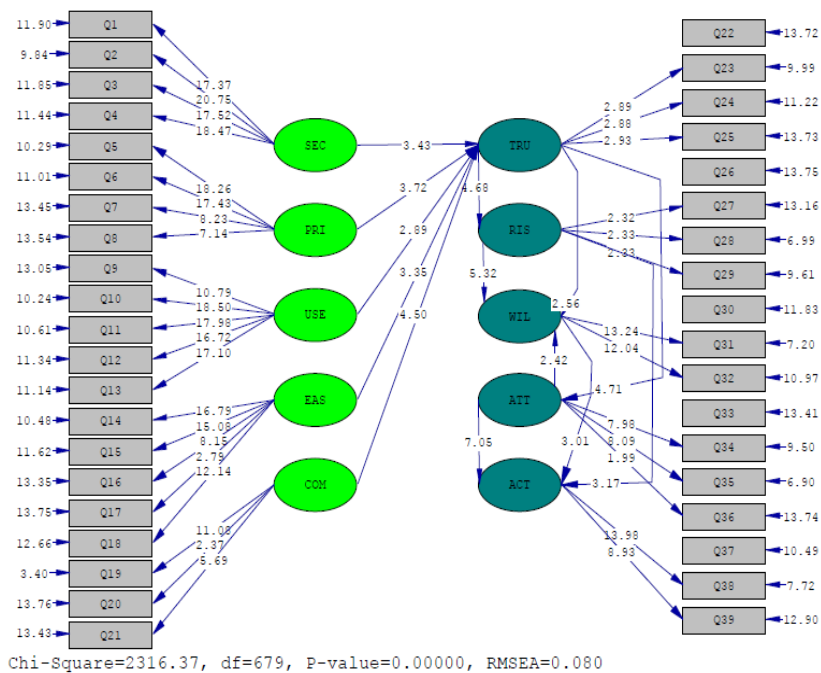 11.90 Q1
9.84 Q2
11.85 Q3
11.44 Q4
10.29 Q5
11.01 Q6
13.45 Q7
13.54 Q8
13.05 Q9
10.24 Q10
10.61 Q11
11.34 Q12
11.14 Q13
10.48 Q14
11.62 Q15
13.35 Q16
13.75 Q17
12.66 Q18
3.40 Q19
13.76 Q20
13.43 Q21
17.37
20.75
17.52
18.47
18.26
17.43
8.23
7.14
10.79
18.50
17.98
16.72
17.10
16.79
15.08
8.15
2.79
12.14
11.08
2.37
5.69
SEC
PRI
USE
EAS
COM
3.43
3.72
2.89
3.35
4.50
TRU
RIS
WIL
ATT
ACT
4.68
5.32
2.56
2.42
4.71
7.05
3.01
3.17
2.89
2.88
2.93
2.32
2.33
2.33
13.24
12.04
7.98
8.09
1.99
13.98
8.93
Q22 13.72
Q23 9.99
Q24 11.22
Q25 13.73
Q26 13.75
Q27 13.16
Q28 6.99
Q29 9.61
Q30 11.83
Q31 7.20
Q32 10.97
Q33 13.41
Q34 9.50
Q35 6.90
Q36 13.74
Q37 10.49
Q38 7.72
Q39 12.90
Chi-Square=2316.37, df=679, P-value=0.00000, RMSEA=0.080